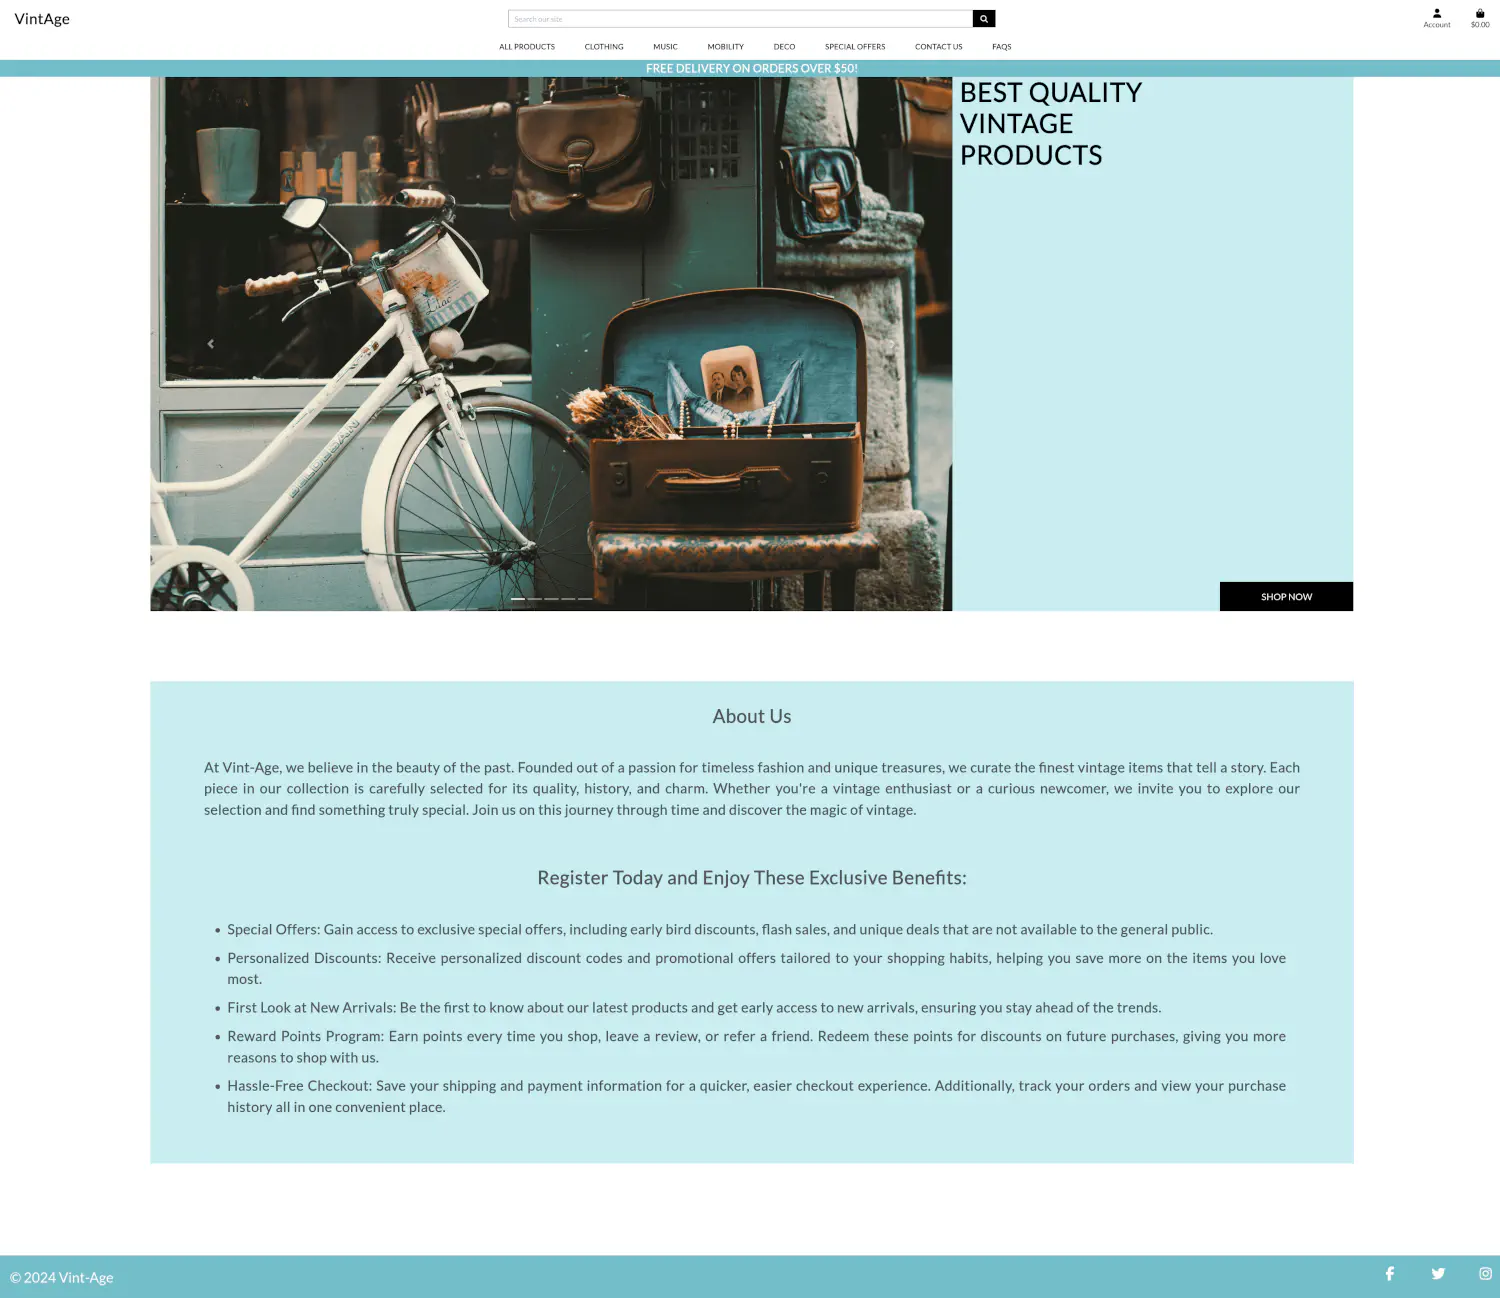 VintAge
Search our size
Account
$0.00
ALL PRODUCTS
CLOTHING
MUSIC
MOBILITY
DECO
SPECIAL OFFERS
CONTACT US
FAQS
FREE DELIVERY ON ORDERS OVER $50!
Lilac
BEST QUALITY
VINTAGE
PRODUCTS
SHOP NOW
About Us
At Vint-Age, we believe in the beauty of the past. Founded out of a passion for timeless fashion and unique treasures, we curate the finest vintage items that tell a story. Each
piece in our collection is carefully selected for its quality, history, and charm. Whether you're a vintage enthusiast or a curious newcomer, we invite you to explore our
selection and find something truly special. Join us on this journey through time and discover the magic of vintage.
Register Today and Enjoy These Exclusive Benefits:
• Special Offers: Gain access to exclusive special offers, including early bird discounts, flash sales, and unique deals that are not available to the general public.
• Personalized Discounts: Receive personalized discount codes and promotional offers tailored to your shopping habits, helping you save more on the items you love
most.
• First Look at New Arrivals: Be the first to know about our latest products and get early access to new arrivals, ensuring you stay ahead of the trends.
• Reward Points Program: Earn points every time you shop, leave a review, or refer a friend. Redeem these points for discounts on future purchases, giving you more
reasons to shop with us.
• Hassle-Free Checkout: Save your shipping and payment information for a quicker, easier checkout experience. Additionally, track your orders and view your purchase
history all in one convenient place.
© 2024 Vint-Age